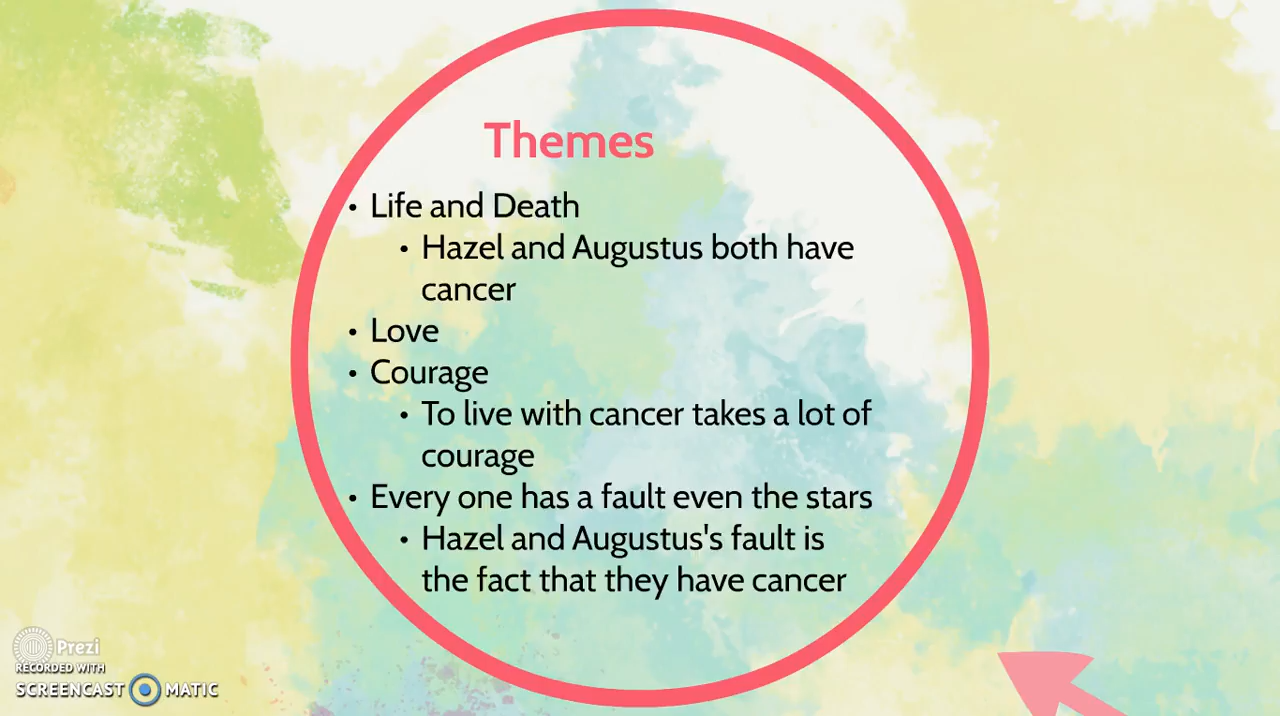 Themes
• Life and Death
• Hazel and Augustus both have
cancer
• Love
• Courage
• To live with cancer takes a lot of
courage
• Every one has a fault even the stars
• Hazel and Augustus's fault is
the fact that they have cancer
Prezi
RECORDED WITH
SCREENCAST MATIC